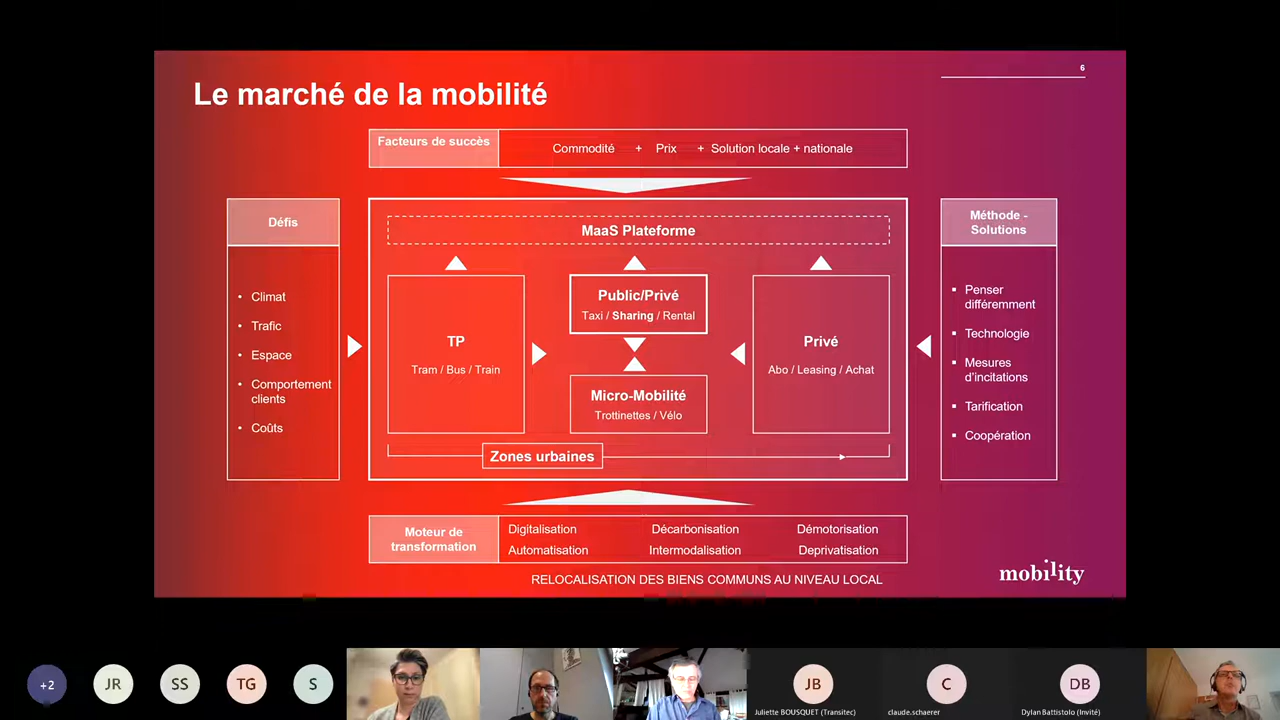 6
Le marché de la mobilité
Facteurs de succès
Commodité + Prix + Solution locale + nationale
Défis
Climat
Trafic
Espace
Comportement
clients
Coûts
MaaS Plateforme
TP
Tram / Bus / Train
Public/Privé
Taxi / Sharing / Rental
Micro-Mobilité
Trottinettes / Vélo
Privé
Abo / Leasing / Achat
Zones urbaines
Méthode -
Solutions
Penser
différemment
Technologie
Mesures
d'incitations
Tarification
Coopération
Moteur de
transformation
Digitalisation Décarbonisation Démotorisation
Automatisation Intermodalisation Deprivatisation
RELOCALISATION DES BIENS COMMUNS AU NIVEAU LOCAL
mobility
+2 JR SS TG S JB C DB
Juliette BOUSQUET (Transitec) claude.schaerer Dylan Battistolo (Invité)